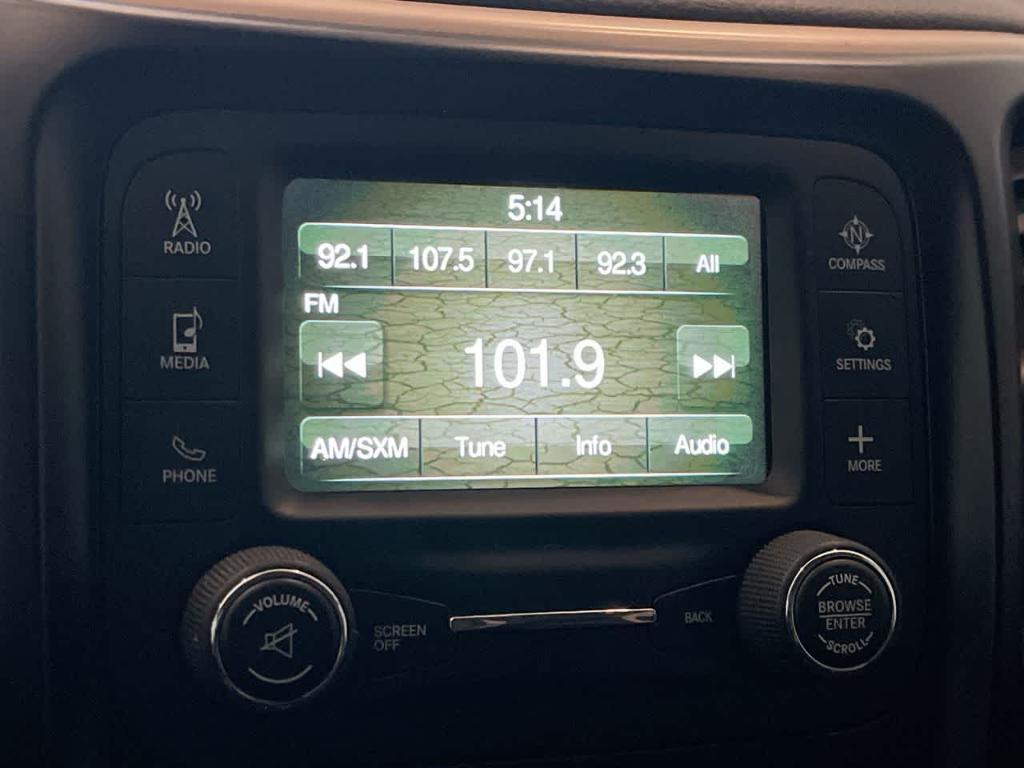 5:14
92.1 107.5 97.1 92.3 All
FM
101.9
AM/SXM Tune Info Audio
RADIO
MEDIA
PHONE
N
COMPASS
SETTINGS
MORE
VOLUME
SCREEN
OFF
BACK
TUNE
BROWSE
ENTER
SCROLL